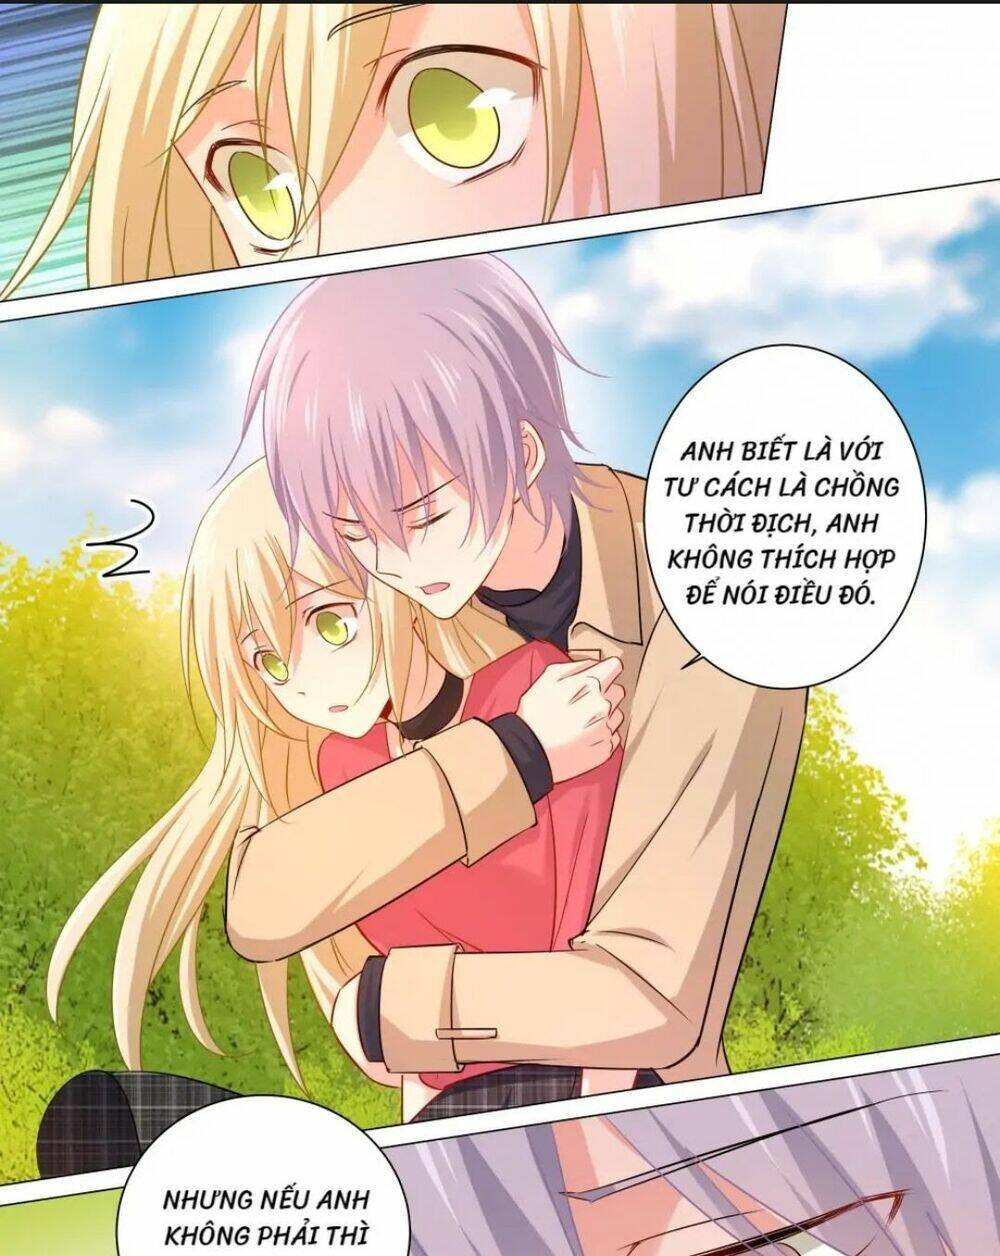 ANH BIẾT LÀ VỚI
TƯ CÁCH LÀ CHỒNG
THỜI ĐỊCH, ANH
KHÔNG THÍCH HỢP
ĐỂ NÓI ĐIỀU ĐÓ.
NHƯNG NẾU ANH
KHÔNG PHẢI THÌ